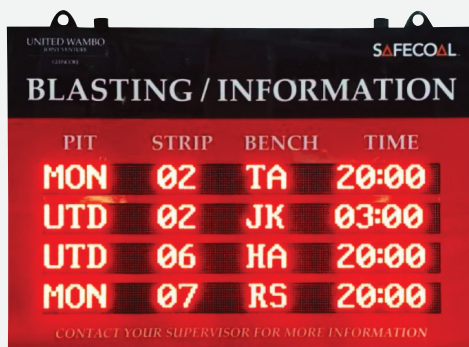 UNITED WAMBO
JOINT VENTURE
GLENCORE
SAFECOAL
BLASTING / INFORMATION
PIT STRIP BENCH TIME
MON 02 TA 20:00
UTD 02 JK 03:00
UTD 06 HA 20:00
MON 07 RS 20:00
CONTACT YOUR SUPERVISOR FOR MORE INFORMATION